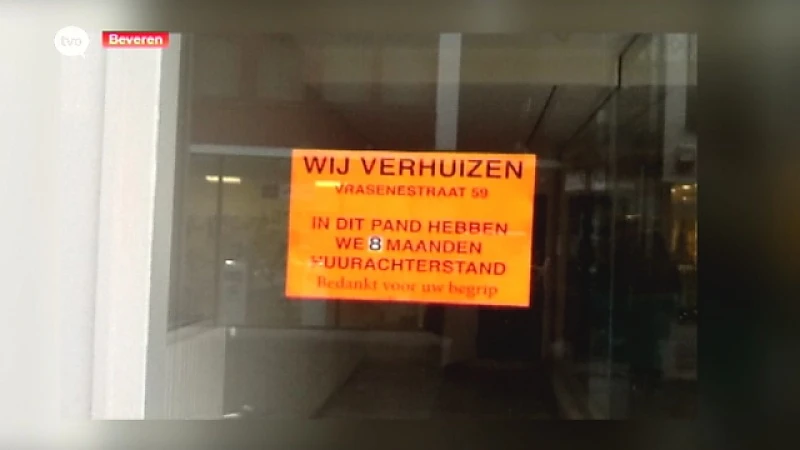 tvo
Beveren
WIJ VERHUIZEN
VRASENESTRAAT 59
IN DIT PAND HEBBEN
WE 8 MAANDEN
HUURACHTERSTAND
Bedankt voor uw begrip